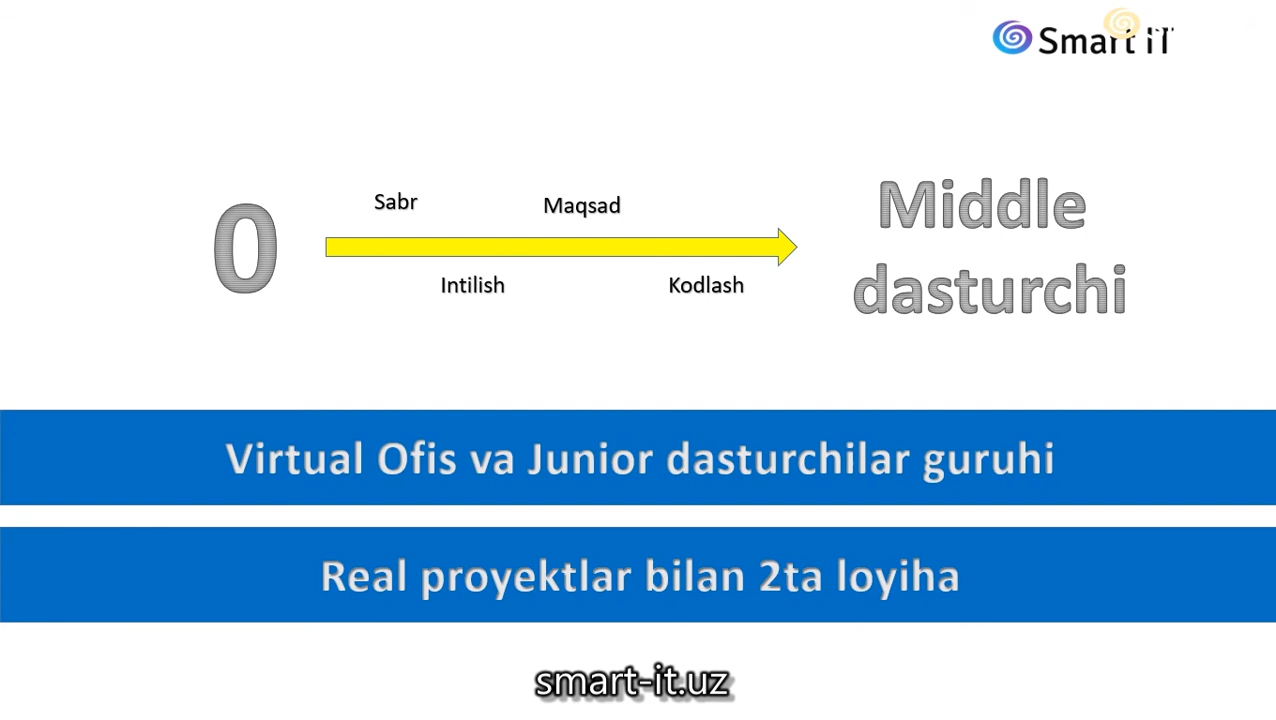 Smart IT
Sabr
Maqsad
0
Middle
dasturchi
Intilish
Kodlash
Virtual Ofis va Junior dasturchilar guruhi
Real proyektlar bilan 2ta loyiha
smart-it.uz